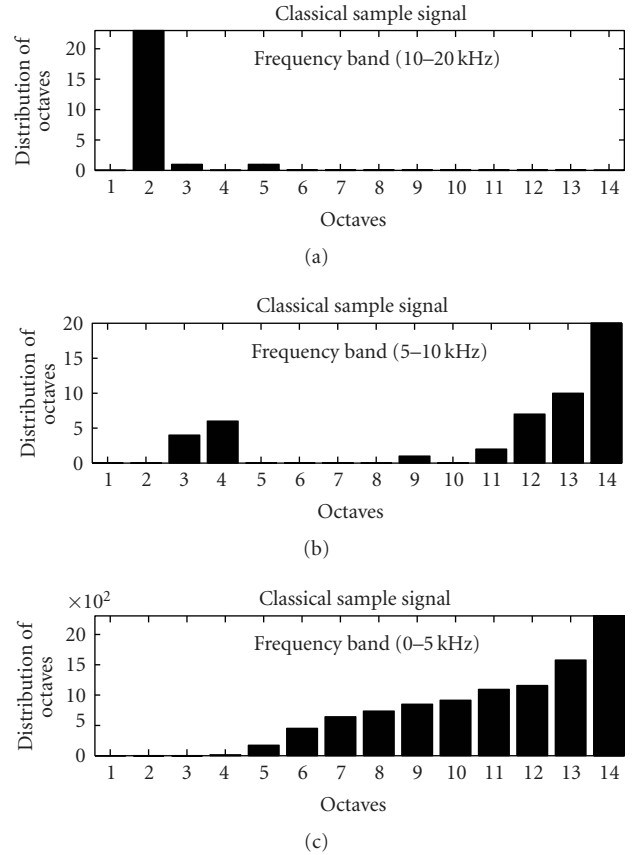 Classical sample signal
Frequency band (10–20 kHz)
Distribution of
octaves
20
15
10
5
0
1 2 3 4 5 6 7 8 9 10 11 12 13 14
Octaves
(a)
Classical sample signal
Frequency band (5–10 kHz)
Distribution of
octaves
20
15
10
5
0
1 2 3 4 5 6 7 8 9 10 11 12 13 14
Octaves
(b)
×10²
Classical sample signal
Frequency band (0–5 kHz)
Distribution of
octaves
20
15
10
5
0
1 2 3 4 5 6 7 8 9 10 11 12 13 14
Octaves
(c)